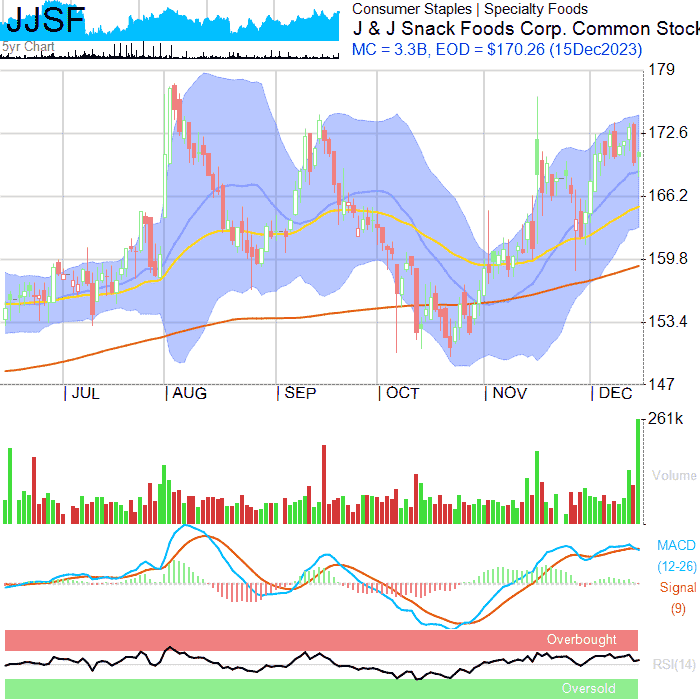 JJSF
5yr Chart
Consumer Staples | Specialty Foods
J & J Snack Foods Corp. Common Stoc
MC = 3.3B, EOD = $170.26 (15Dec2023)
179
172.6
166.2
159.8
153.4
147
| JUL | AUG | SEP | OCT | NOV | DEC
261k
Volume
MACD
(12-26)
Signal
(9)
Overbought
RSI(14)
Oversold